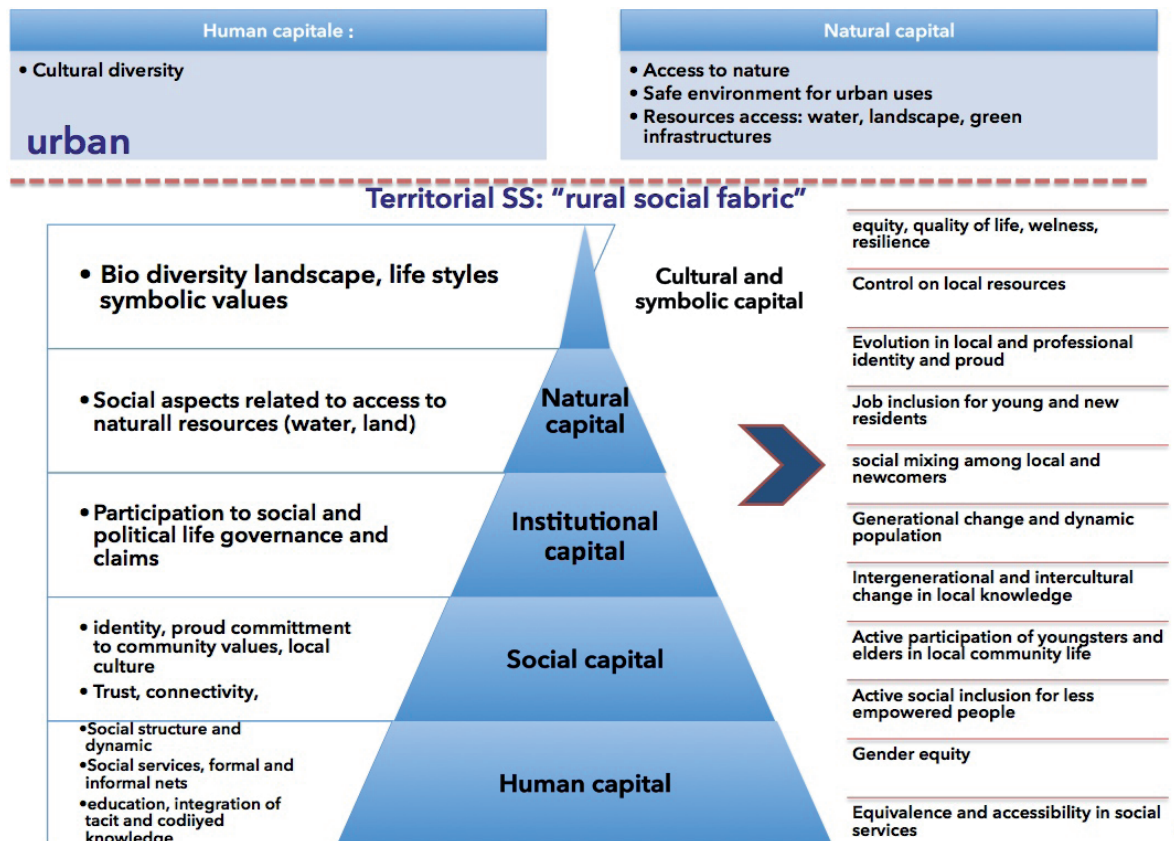 Human capitale :
• Cultural diversity
urban
Natural capital
• Access to nature
• Safe environment for urban uses
• Resources access: water, landscape, green
infrastructures
Territorial SS: “rural social fabric”
• Bio diversity landscape, life styles
symbolic values
Cultural and
symbolic capital
• Social aspects related to access to
naturall resources (water, land)
Natural
capital
• Participation to social and
political life governance and
claims
Institutional
capital
• identity, proud committment
to community values, local
culture
• Trust, connectivity,
Social capital
•Social structure and
dynamic
•Social services, formal and
informal nets
•education, integration of
tacit and codiiyed
knowledge
Human capital
equity, quality of life, welness,
resilience
Control on local resources
Evolution in local and professional
identity and proud
Job inclusion for young and new
residents
social mixing among local and
newcomers
Generational change and dynamic
population
Intergenerational and intercultural
change in local knowledge
Active participation of youngsters and
elders in local community life
Active social inclusion for less
empowered people
Gender equity
Equivalence and accessibility in social
services